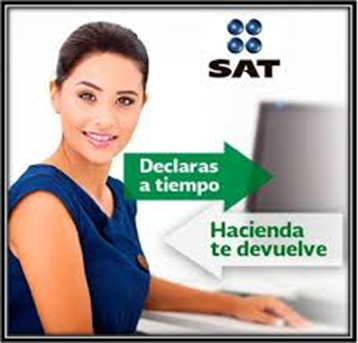 SAT
Declaras
a tiempo
Hacienda
te devuelve